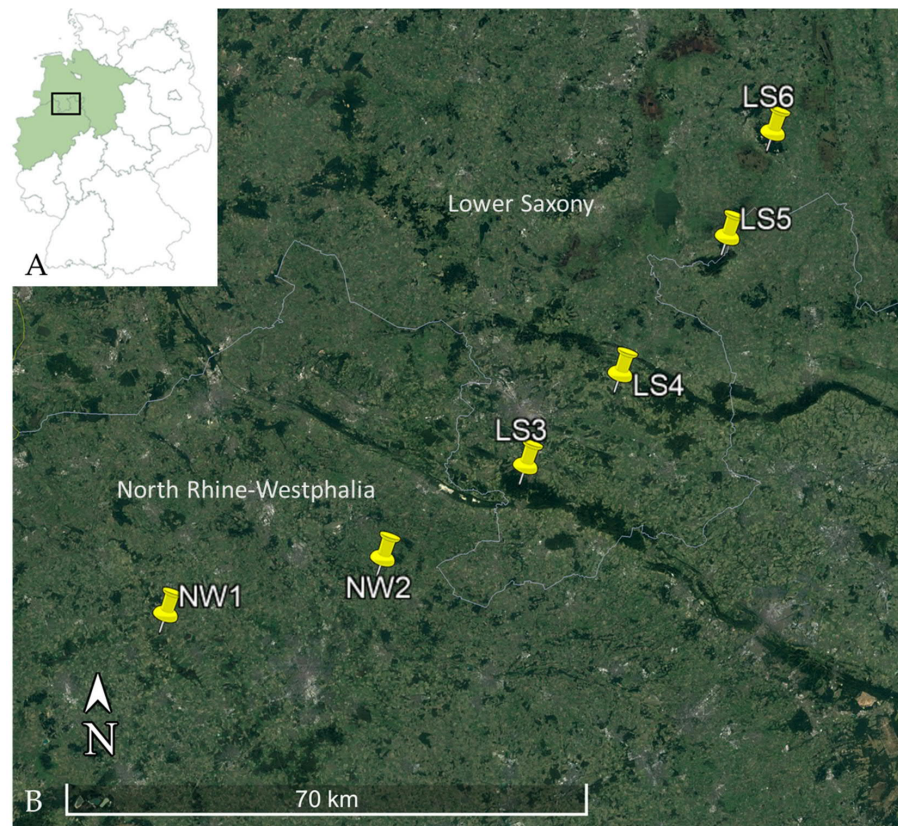 A
LS6
Lower Saxony
LS5
LS4
LS3
North Rhine-Westphalia
NW2
NW1
N
B
70 km